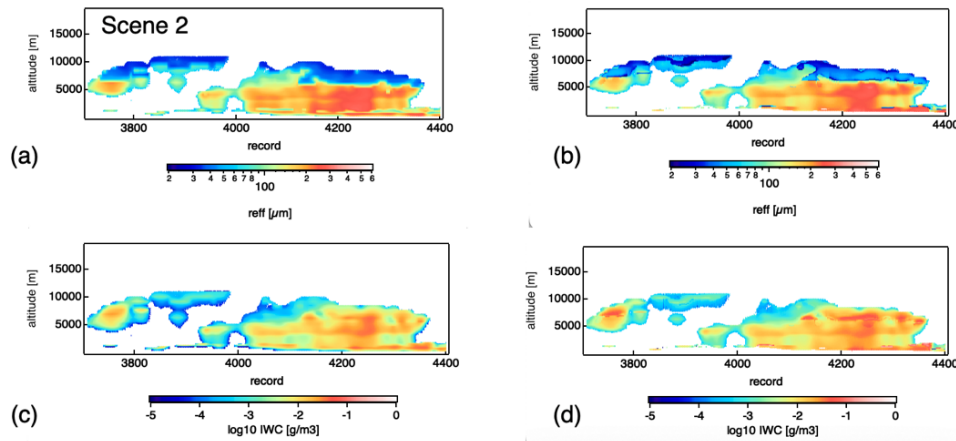 Scene 2
altitude [m]
15000
10000
5000
3800
4000
4200
4400
record
(a)
2 3 4 5 6 7 8 100 2 3 4 5 6
reff [µm]
altitude [m]
15000
10000
5000
3800
4000
4200
4400
record
(b)
2 3 4 5 6 7 8 100 2 3 4 5 6
reff [µm]
altitude [m]
15000
10000
5000
3800
4000
4200
4400
record
(c)
-5 -4 -3 -2 -1 0
log10 IWC [g/m3]
altitude [m]
15000
10000
5000
3800
4000
4200
4400
record
(d)
-5 -4 -3 -2 -1 0
log10 IWC [g/m3]